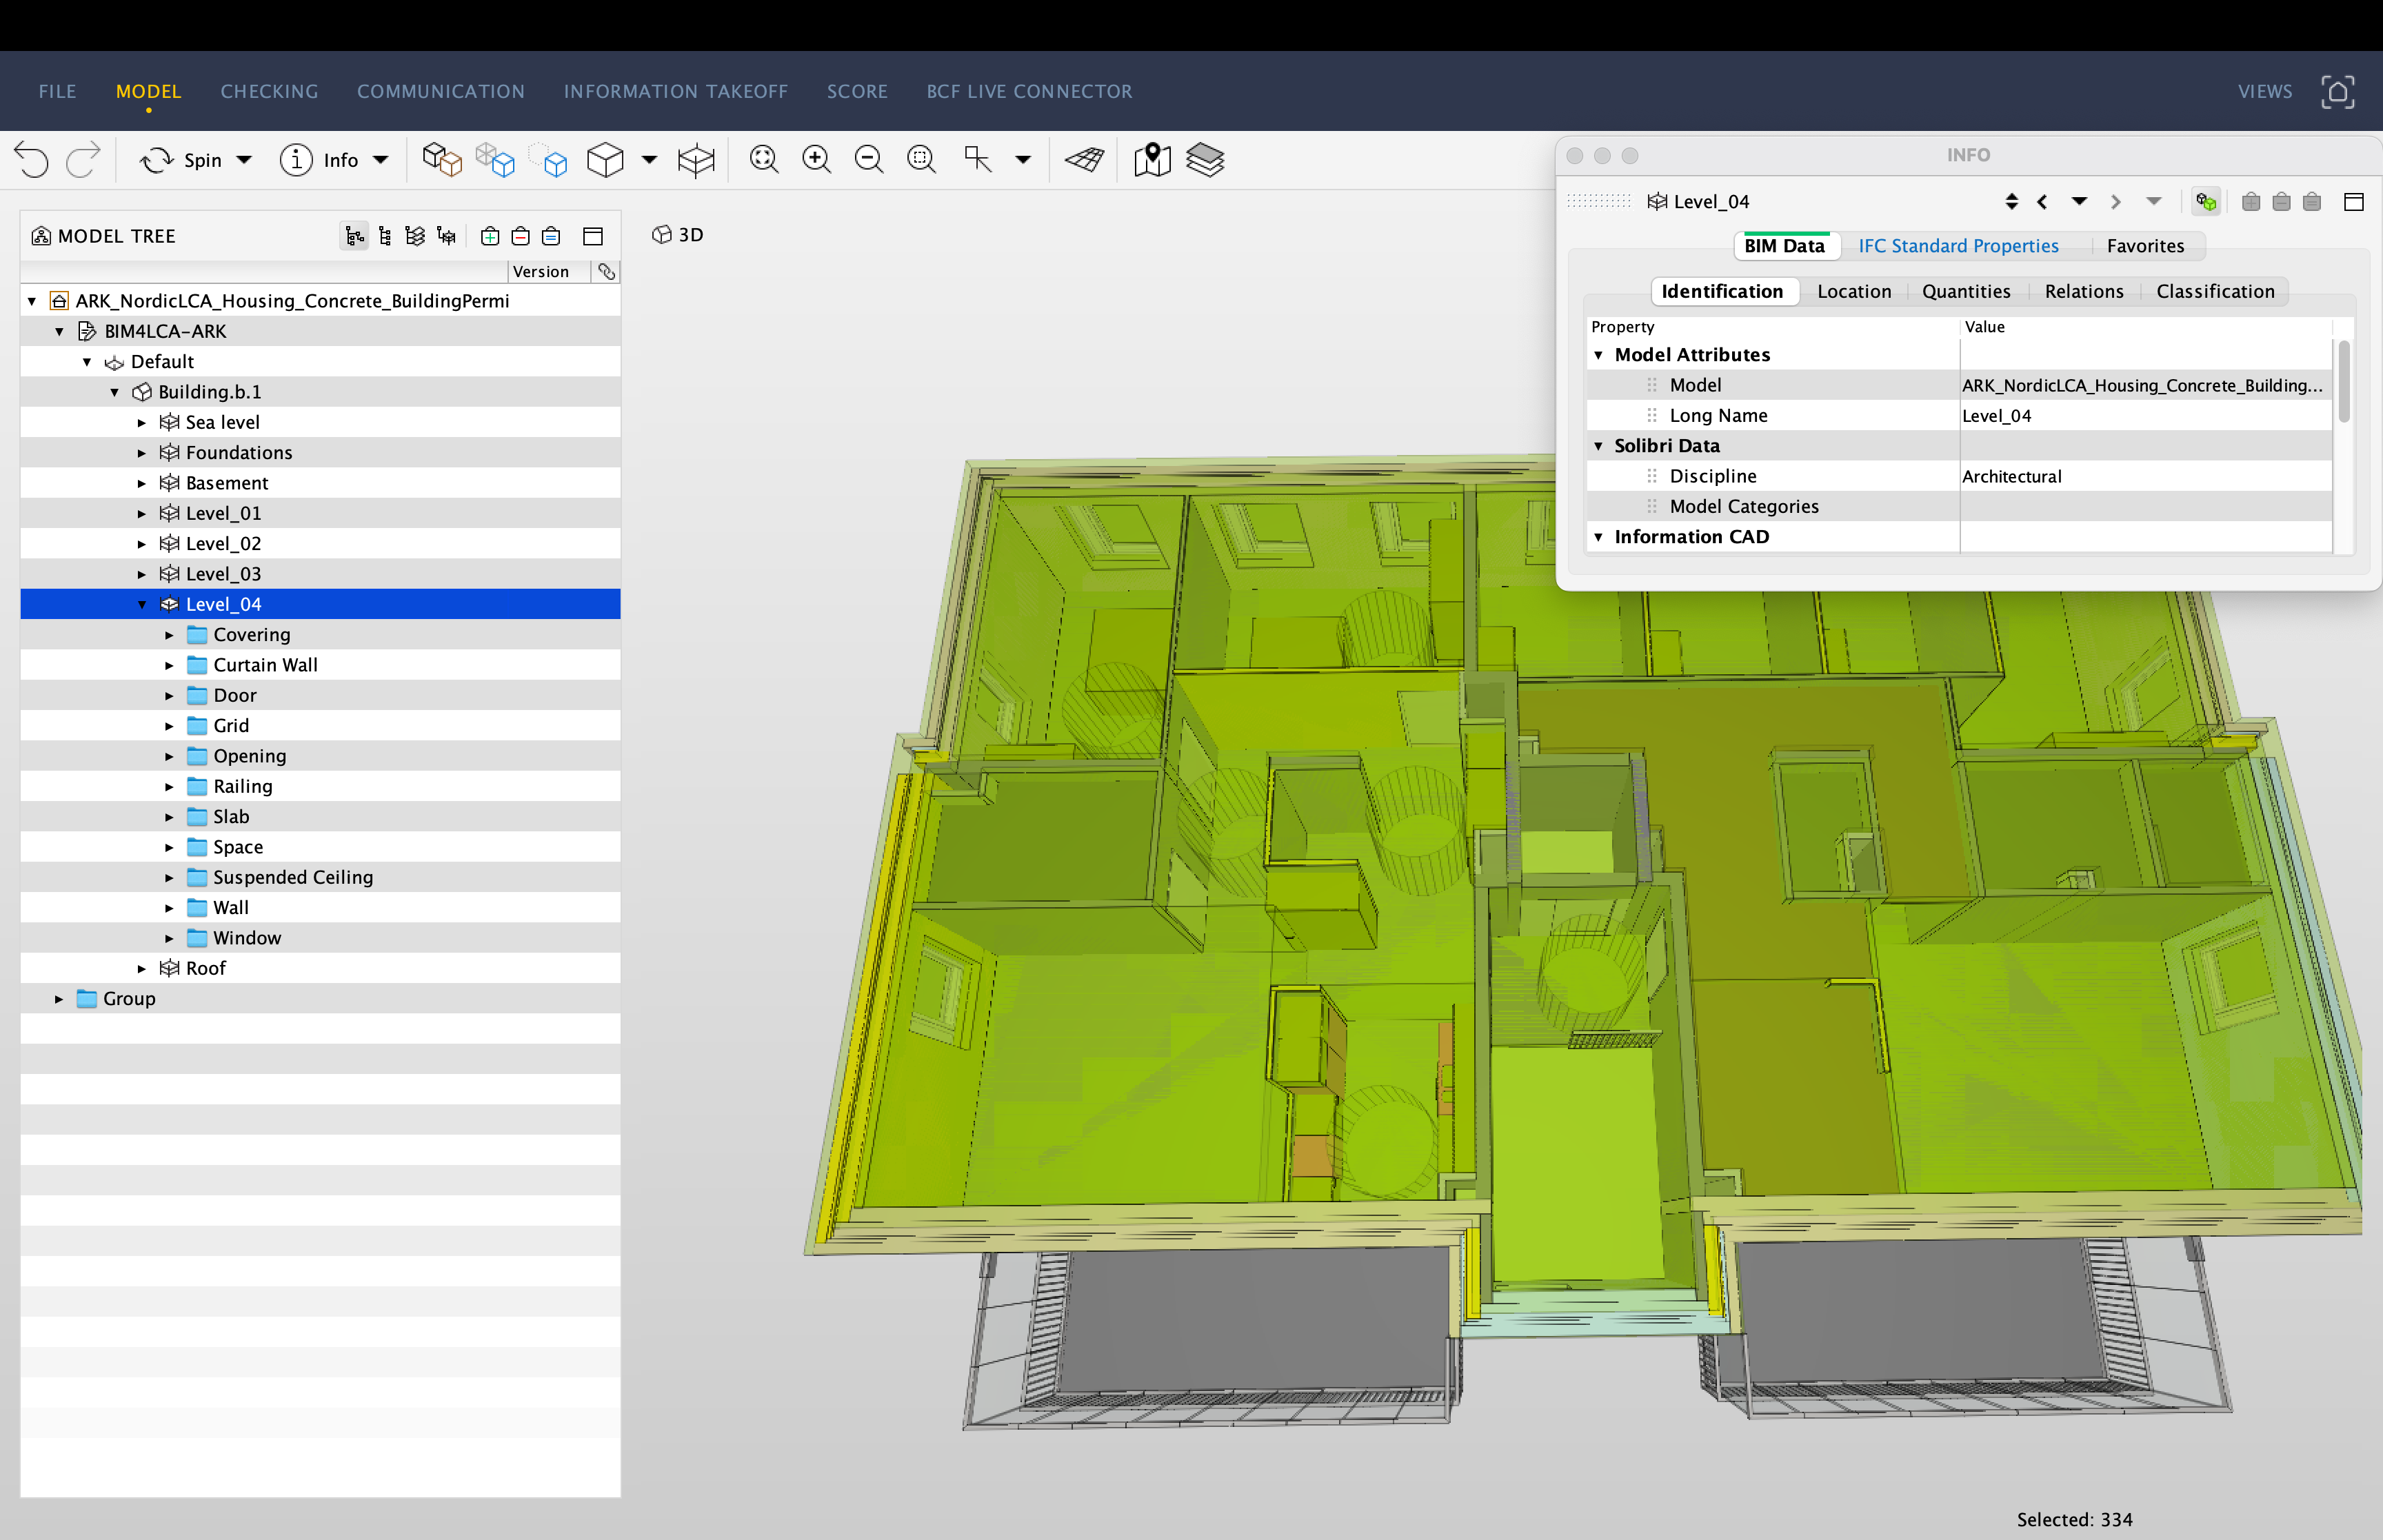 FILE MODEL CHECKING COMMUNICATION INFORMATION TAKEOFF SCORE BCF LIVE CONNECTOR VIEWS
Spin Info
INFO
Level_04
BIM Data IFC Standard Properties Favorites
Identification Location Quantities Relations Classification
Property Value
Model Attributes
Model ARK_NordicLCA_Housing_Concrete_Building...
Long Name Level_04
Solibri Data
Discipline Architectural
Model Categories
Information CAD
MODEL TREE
Version
ARK_NordicLCA_Housing_Concrete_BuildingPermi
BIM4LCA-ARK
Default
Building.b.1
Sea level
Foundations
Basement
Level_01
Level_02
Level_03
Level_04
Covering
Curtain Wall
Door
Grid
Opening
Railing
Slab
Space
Suspended Ceiling
Wall
Window
Roof
Group
3D
Selected: 334